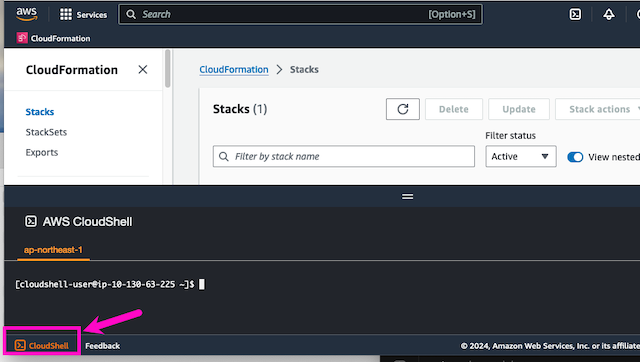 aws Services Search [Option+S]
CloudFormation
CloudFormation
CloudFormation > Stacks
Stacks
StackSets
Exports
Stacks (1) Delete Update Stack actions
Filter status
Filter by stack name Active View nested
AWS CloudShell
ap-northeast-1
[cloudshell-user@ip-10-130-63-225 ~]$
CloudShell Feedback © 2024, Amazon Web Services, Inc. or its affiliate